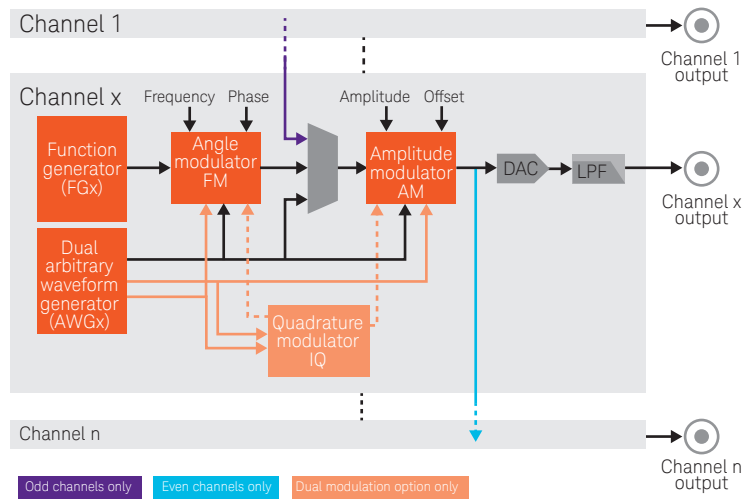 Channel 1
Channel 1
output
Channel x
Frequency
Phase
Amplitude
Offset
Function
generator
(FGx)
Angle
modulator
FM
Amplitude
modulator
AM
DAC
LPF
Channel x
output
Dual
arbitrary
waveform
generator
(AWGx)
Quadrature
modulator
IQ
Channel n
Channel n
output
Odd channels only
Even channels only
Dual modulation option only